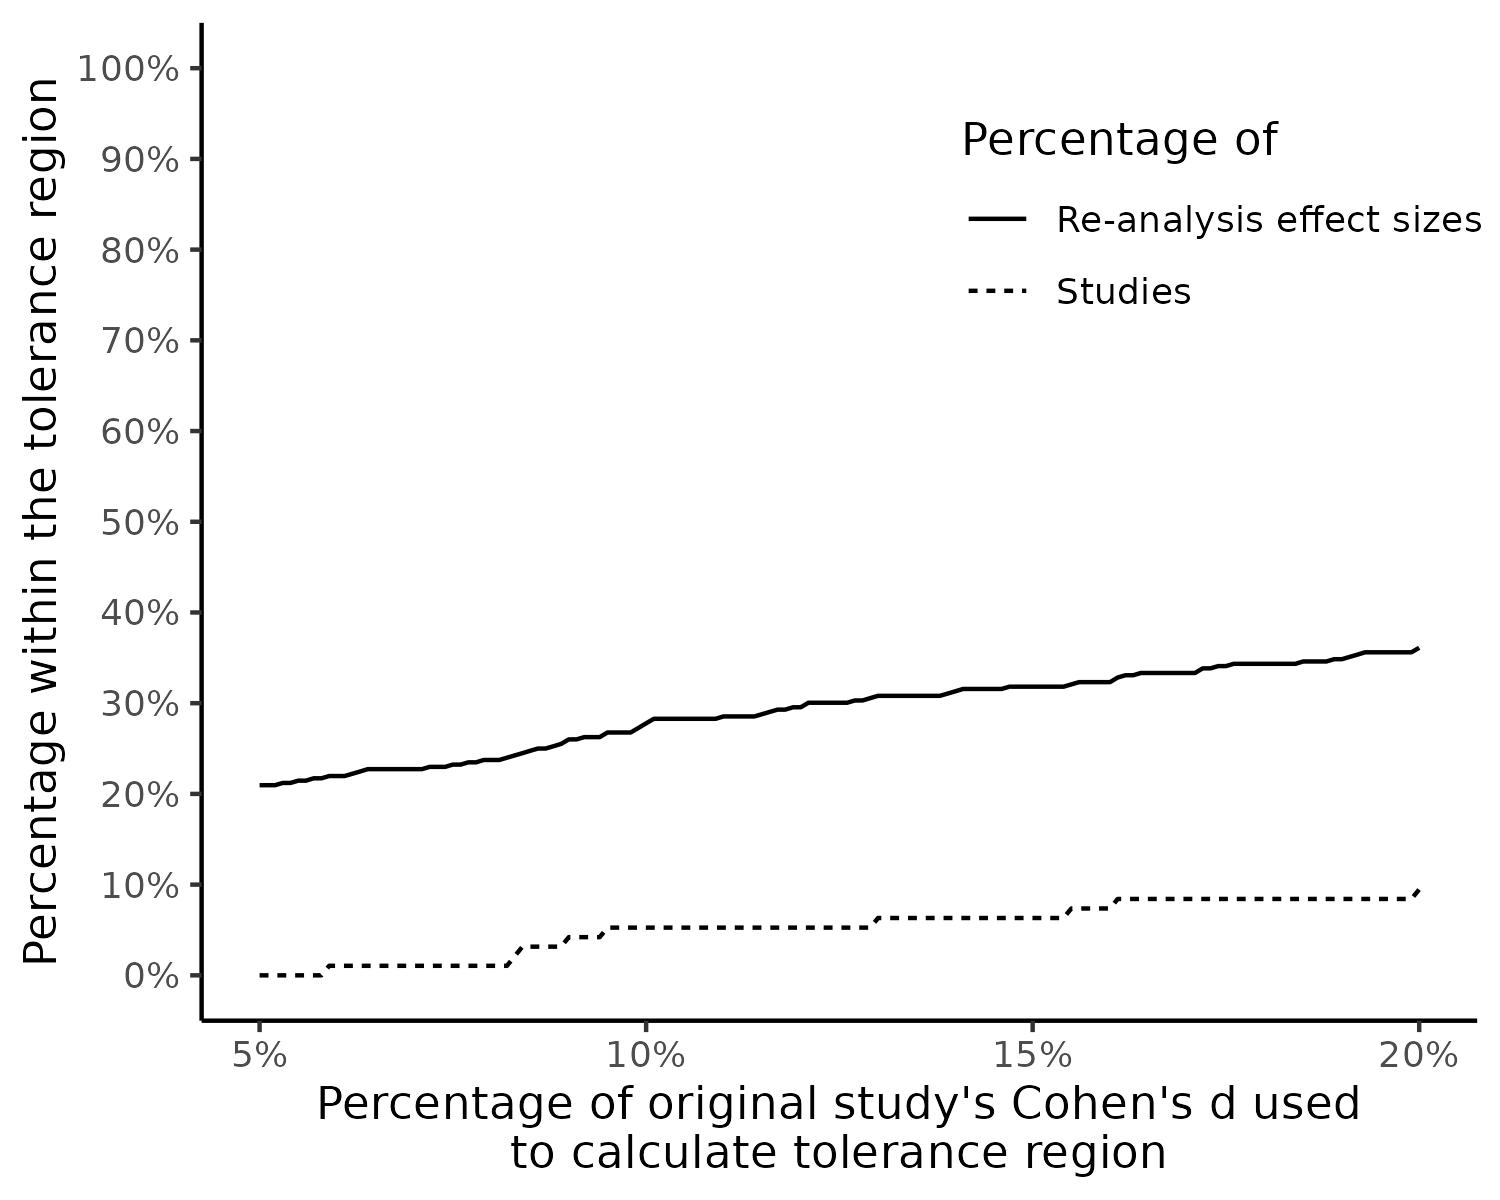 Percentage within the tolerance region
100%
90%
80%
70%
60%
50%
40%
30%
20%
10%
0%
Percentage of
Re-analysis effect sizes
Studies
5%
10%
15%
20%
Percentage of original study's Cohen's d used
to calculate tolerance region